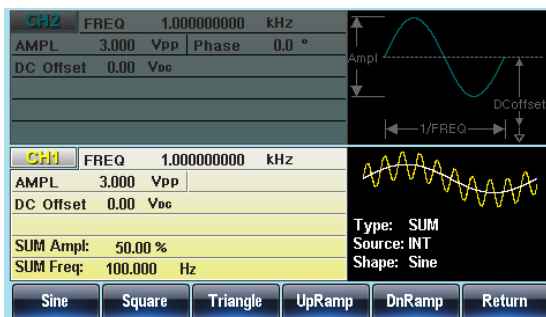 CH2 FREQ 1.000000000 kHz
AMPL 3.000 Vpp Phase 0.0 °
DC Offset 0.00 VDC
Ampl
DCoffset
1/FREQ
CH1 FREQ 1.000000000 kHz
AMPL 3.000 Vpp
DC Offset 0.00 VDC
SUM Ampl: 50.00 %
SUM Freq: 100.000 Hz
Type: SUM
Source: INT
Shape: Sine
Sine Square Triangle UpRamp DnRamp Return